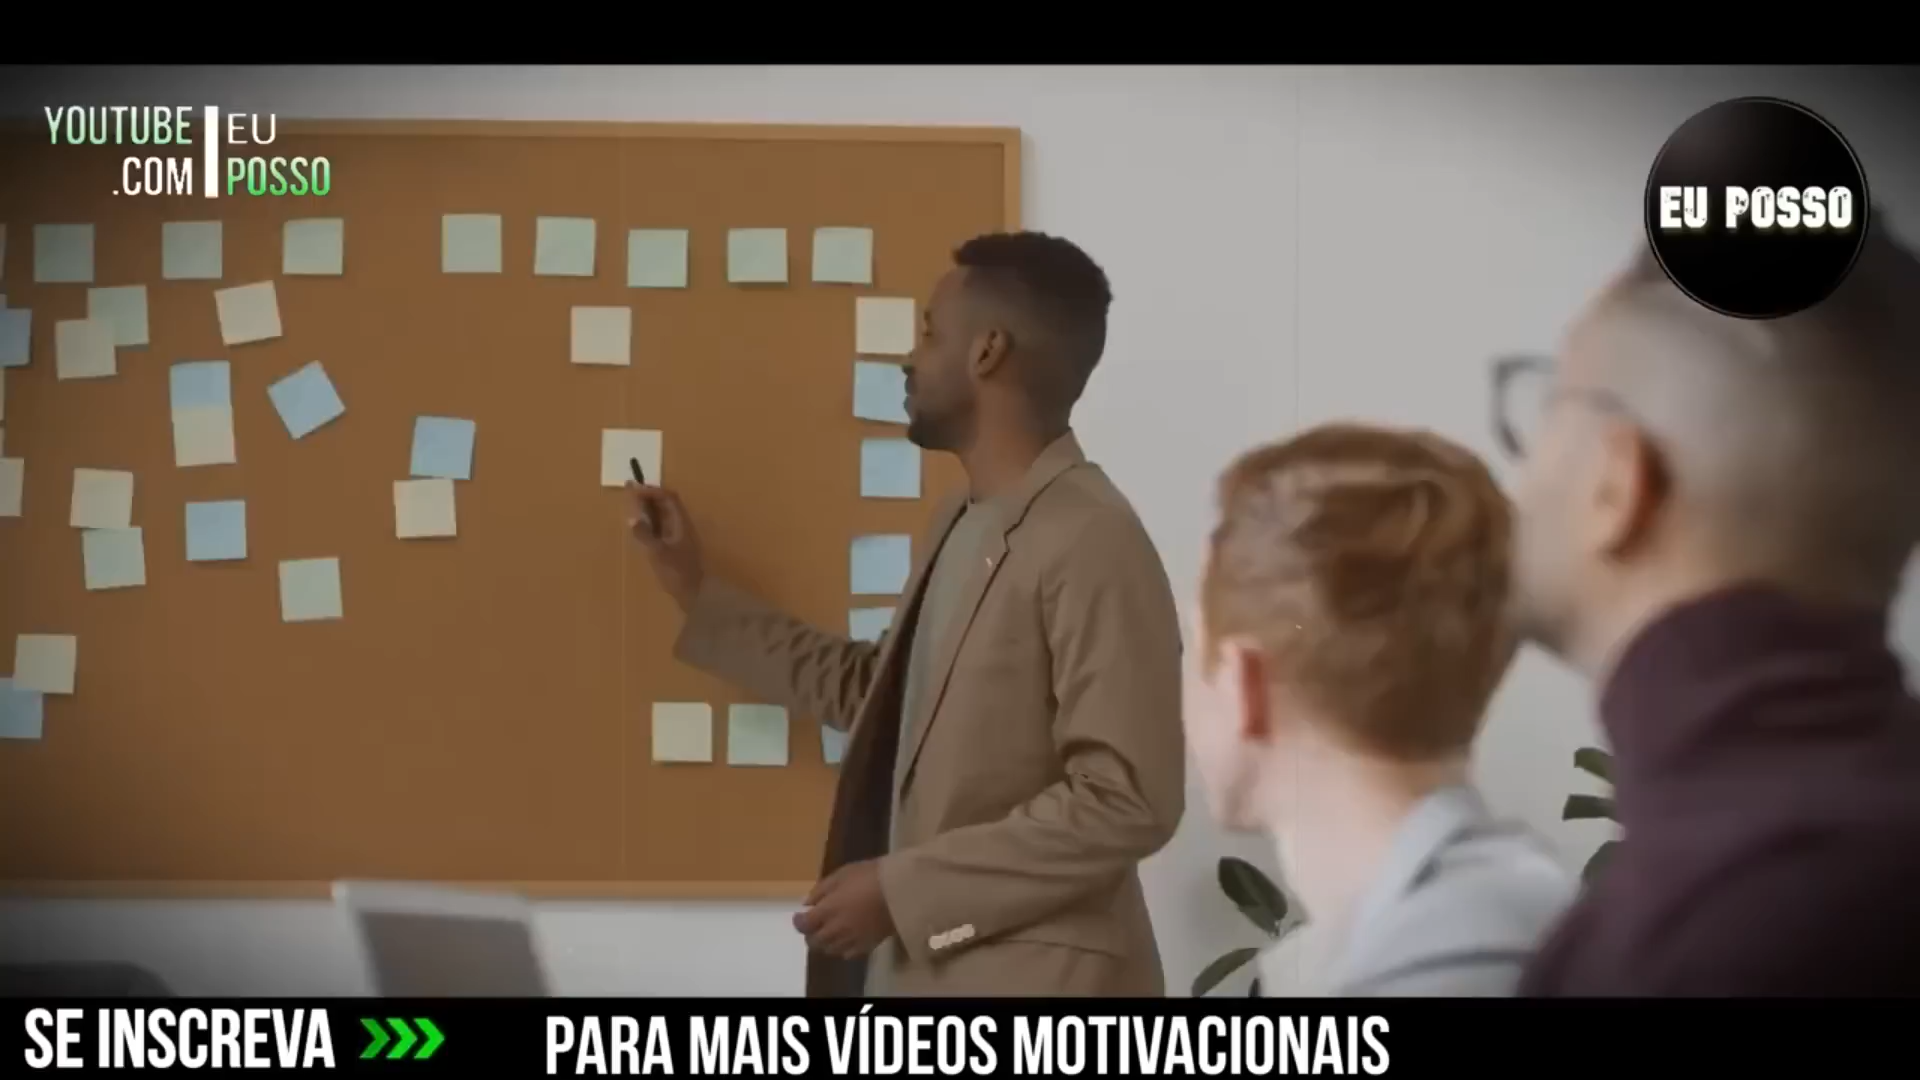 YOUTUBE
.COM
EU
POSSO
EU POSSO
SE INSCREVA
PARA MAIS VÍDEOS MOTIVACIONAIS